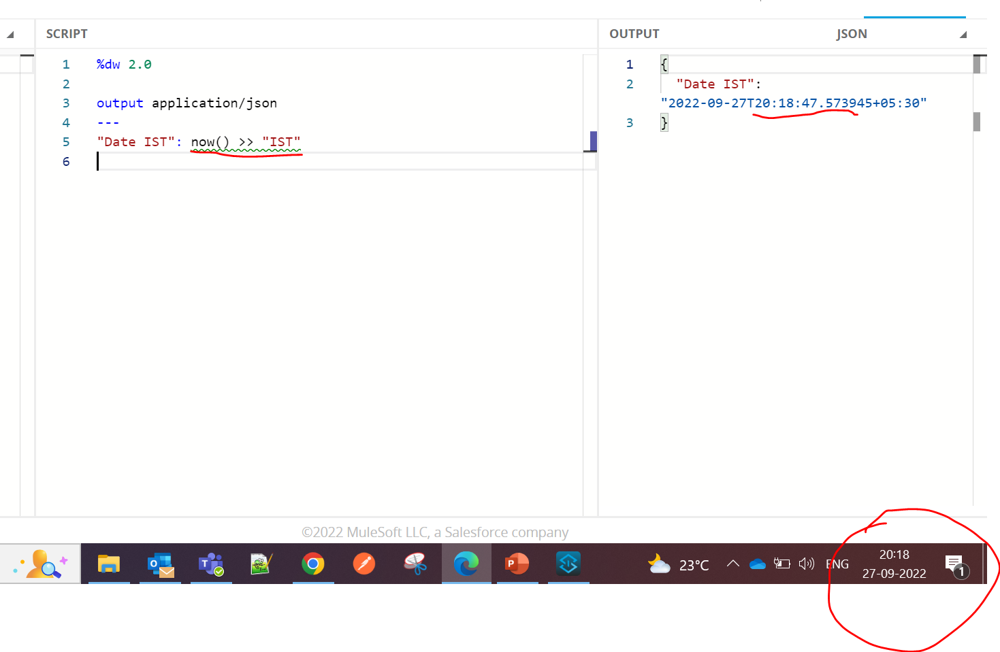 SCRIPT
1 %dw 2.0
2
3 output application/json
4 ---
5 "Date IST": now() >> "IST"
6
OUTPUT JSON
1 {
2 "Date IST":
"2022-09-27T20:18:47.573945+05:30"
3 }
©2022 MuleSoft LLC, a Salesforce company
O
T
P
23°C
ENG
20:18
27-09-2022
1